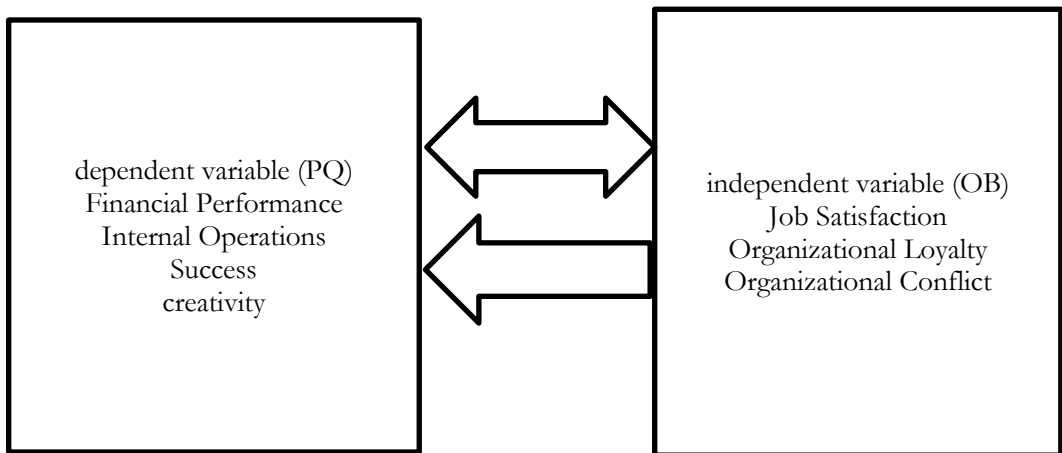 dependent variable (PQ)
Financial Performance
Internal Operations
Success
creativity
independent variable (OB)
Job Satisfaction
Organizational Loyalty
Organizational Conflict